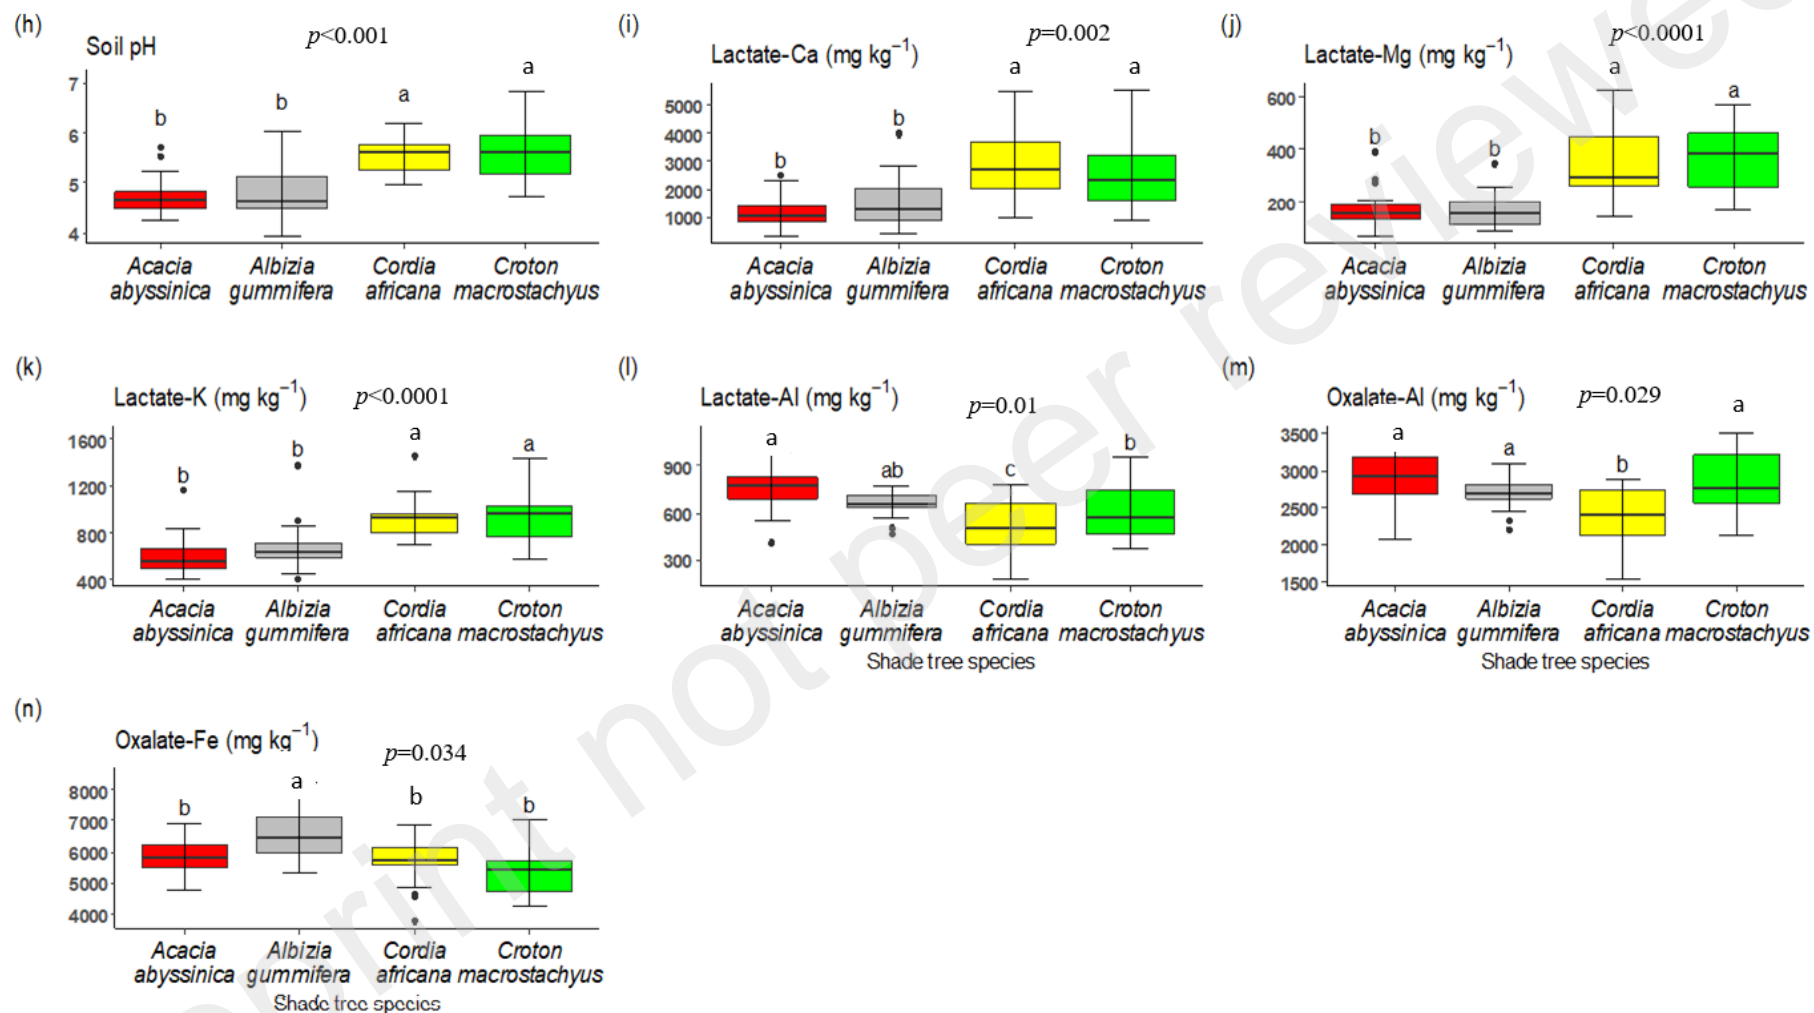 (h)
Soil pH
p<0.001
7
6
5
4
b
b
a
a
Acacia abyssinica
Albizia gummifera
Cordia africana
Croton macrostachyus
(i)
Lactate-Ca (mg kg⁻¹)
p=0.002
5000
4000
3000
2000
1000
b
b
a
a
Acacia abyssinica
Albizia gummifera
Cordia africana
Croton macrostachyus
(j)
Lactate-Mg (mg kg⁻¹)
p<0.0001
600
400
200
b
b
a
a
Acacia abyssinica
Albizia gummifera
Cordia africana
Croton macrostachyus
(k)
Lactate-K (mg kg⁻¹)
p<0.0001
1600
1200
800
400
b
b
a
a
Acacia abyssinica
Albizia gummifera
Cordia africana
Croton macrostachyus
(l)
Lactate-Al (mg kg⁻¹)
p=0.01
900
600
300
a
ab
c
b
Acacia abyssinica
Albizia gummifera
Cordia africana
Croton macrostachyus
Shade tree species
(m)
Oxalate-Al (mg kg⁻¹)
p=0.029
3500
3000
2500
2000
1500
a
a
b
a
Acacia abyssinica
Albizia gummifera
Cordia africana
Croton macrostachyus
Shade tree species
(n)
Oxalate-Fe (mg kg⁻¹)
p=0.034
8000
7000
6000
5000
4000
b
a
b
b
Acacia abyssinica
Albizia gummifera
Cordia africana
Croton macrostachyus
Shade tree species
eprint not peer reviewe